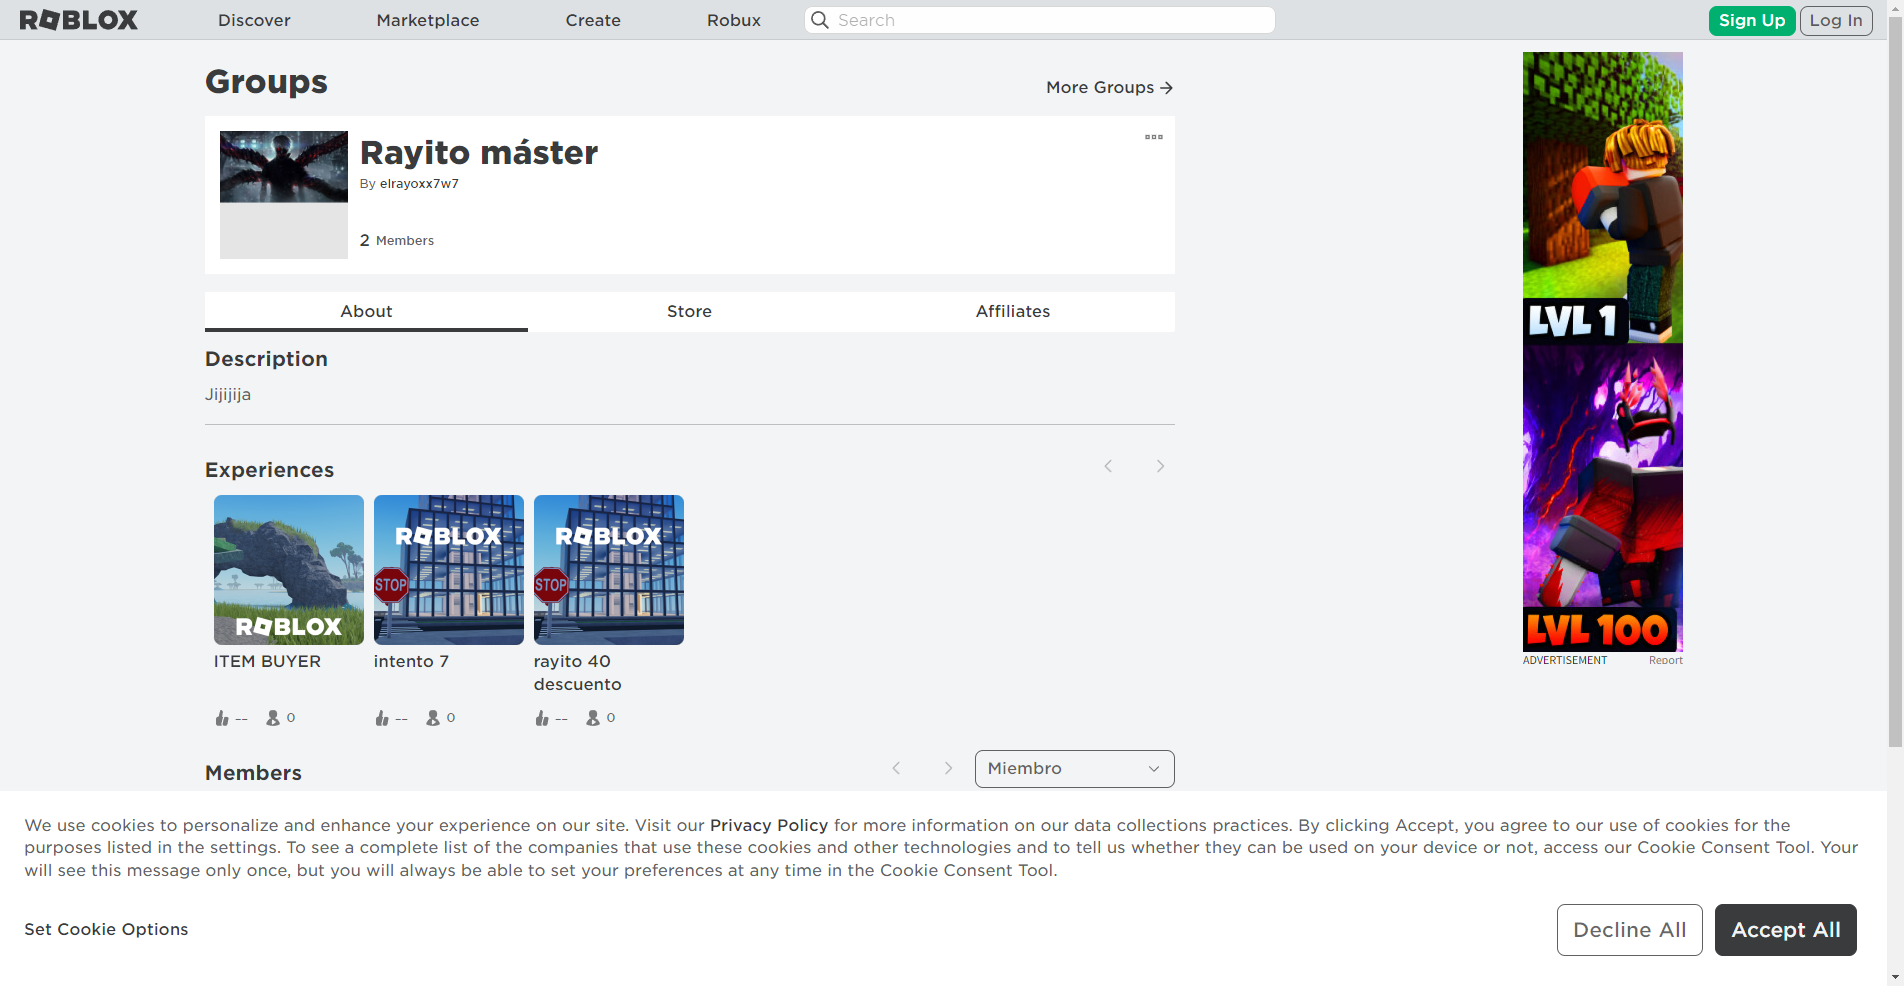 ROBLOX
Discover
Marketplace
Create
Robux
Search
Sign Up
Log In
Groups
More Groups
Rayito máster
By elrayoxx7w7
2 Members
About
Store
Affiliates
Description
Jijijija
Experiences
ROBLOX
STOP
ROBLOX
STOP
ROBLOX
ITEM BUYER
intento 7
rayito 40
descuento
--
0
--
0
--
0
Members
Miembro
LVL 1
LVL 100
ADVERTISEMENT
Report
We use cookies to personalize and enhance your experience on our site. Visit our Privacy Policy for more information on our data collections practices. By clicking Accept, you agree to our use of cookies for the
purposes listed in the settings. To see a complete list of the companies that use these cookies and other technologies and to tell us whether they can be used on your device or not, access our Cookie Consent Tool. Your
will see this message only once, but you will always be able to set your preferences at any time in the Cookie Consent Tool.
Set Cookie Options
Decline All
Accept All